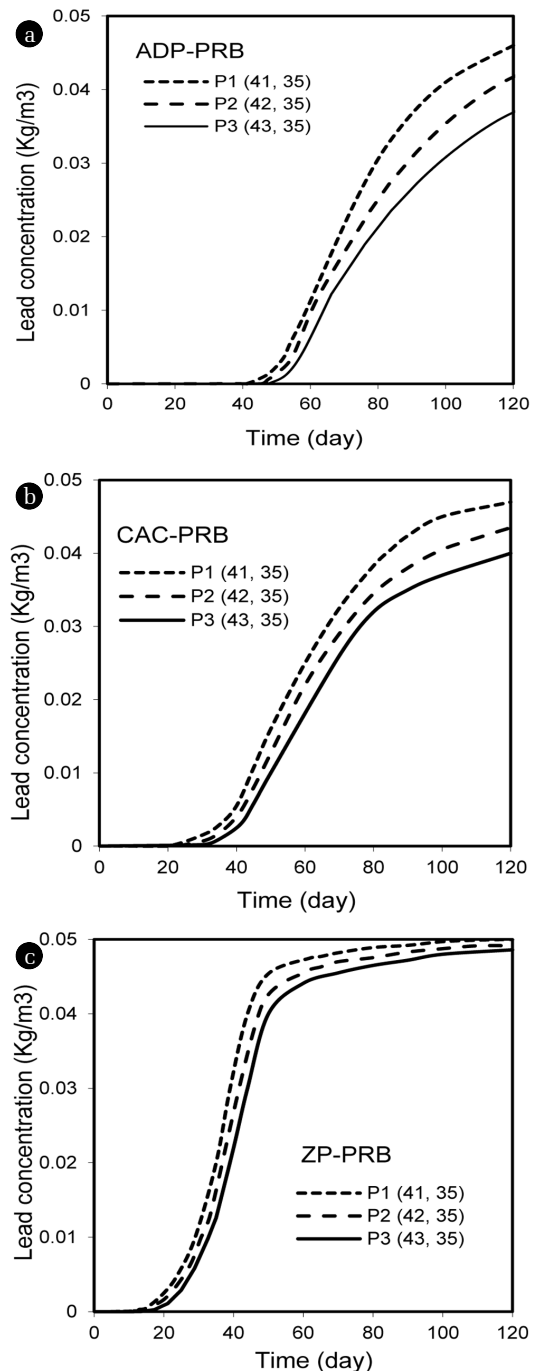 a
ADP-PRB
P1 (41, 35)
P2 (42, 35)
P3 (43, 35)
Lead concentration (Kg/m3)
0.05
0.04
0.03
0.02
0.01
0
0 20 40 60 80 100 120
Time (day)
b
CAC-PRB
P1 (41, 35)
P2 (42, 35)
P3 (43, 35)
Lead concentration (Kg/m3)
0.05
0.04
0.03
0.02
0.01
0
0 20 40 60 80 100 120
Time (day)
c
ZP-PRB
P1 (41, 35)
P2 (42, 35)
P3 (43, 35)
Lead concentration (Kg/m3)
0.05
0.04
0.03
0.02
0.01
0.00
0 20 40 60 80 100 120
Time (day)